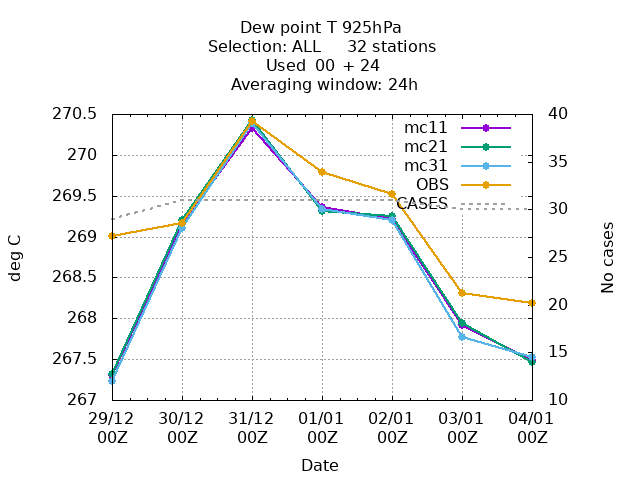 Dew point T 925hPa
Selection: ALL     32 stations
Used  00 + 24
Averaging window: 24h
270.5
270
269.5
269
268.5
268
267.5
267
40
35
30
25
20
15
10
mc11
mc21
mc31
OBS
CASES
deg C
No cases
29/12 30/12 31/12 01/01 02/01 03/01 04/01
00Z 00Z 00Z 00Z 00Z 00Z 00Z
Date